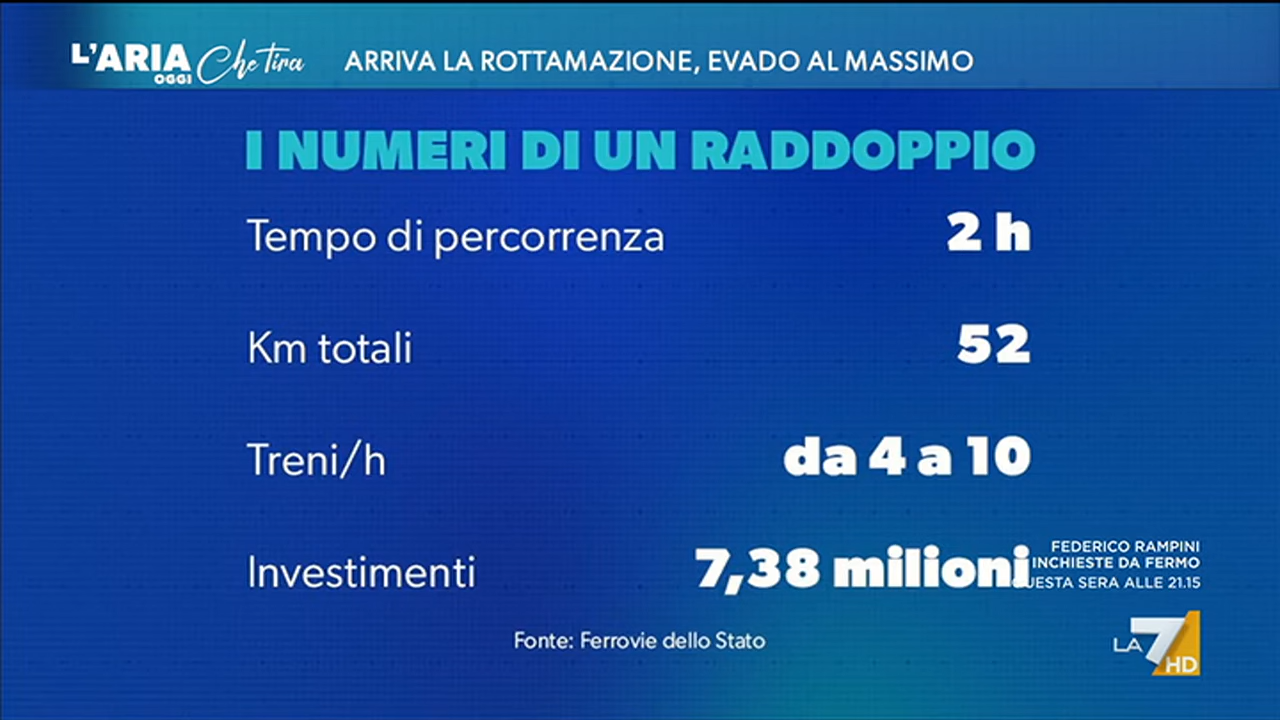 L'ARIA Che tira
OGGI
ARRIVA LA ROTTAMAZIONE, EVADO AL MASSIMO
I NUMERI DI UN RADDOPPIO
Tempo di percorrenza 2 h
Km totali 52
Treni/h da 4 a 10
Investimenti 7,38 milioni
FEDERICO RAMPINI
INCHIESTE DA FERMO
QUESTA SERA ALLE 21.15
Fonte: Ferrovie dello Stato
LA 7 HD